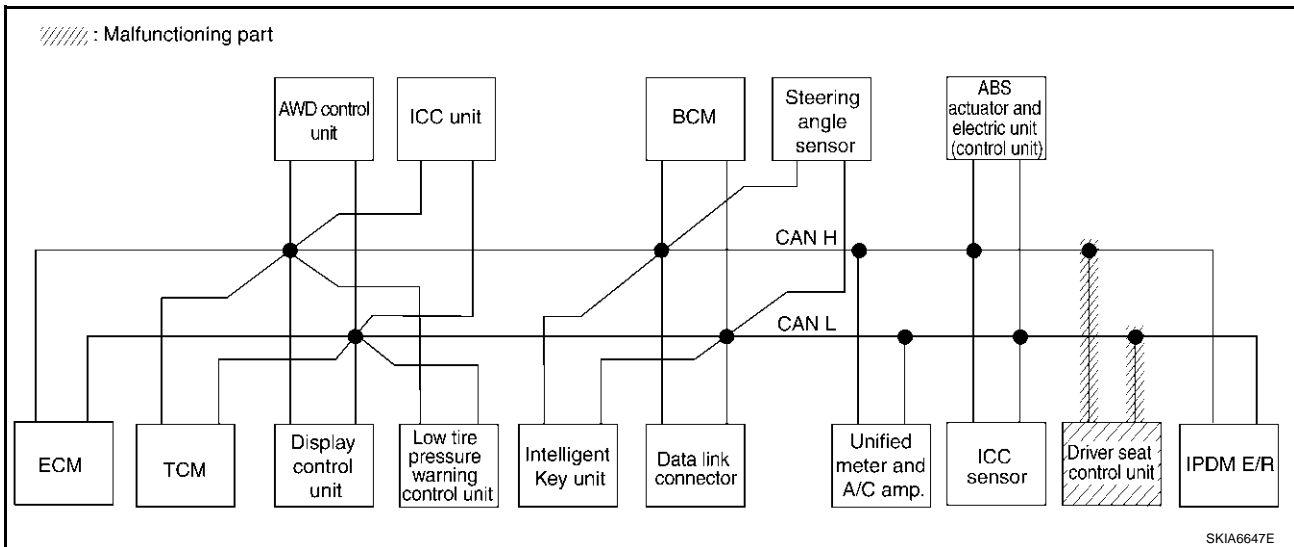 : Malfunctioning part
AWD control
unit
ICC unit
BCM
Steering
angle
sensor
ABS
actuator and
electric unit
(control unit)
CAN H
CAN L
ECM
TCM
Display
control
unit
Low tire
pressure
warning
control unit
Intelligent
Key unit
Data link
connector
Unified
meter and
A/C amp.
ICC
sensor
Driver seat
control unit
IPDM E/R
SKIA6647E